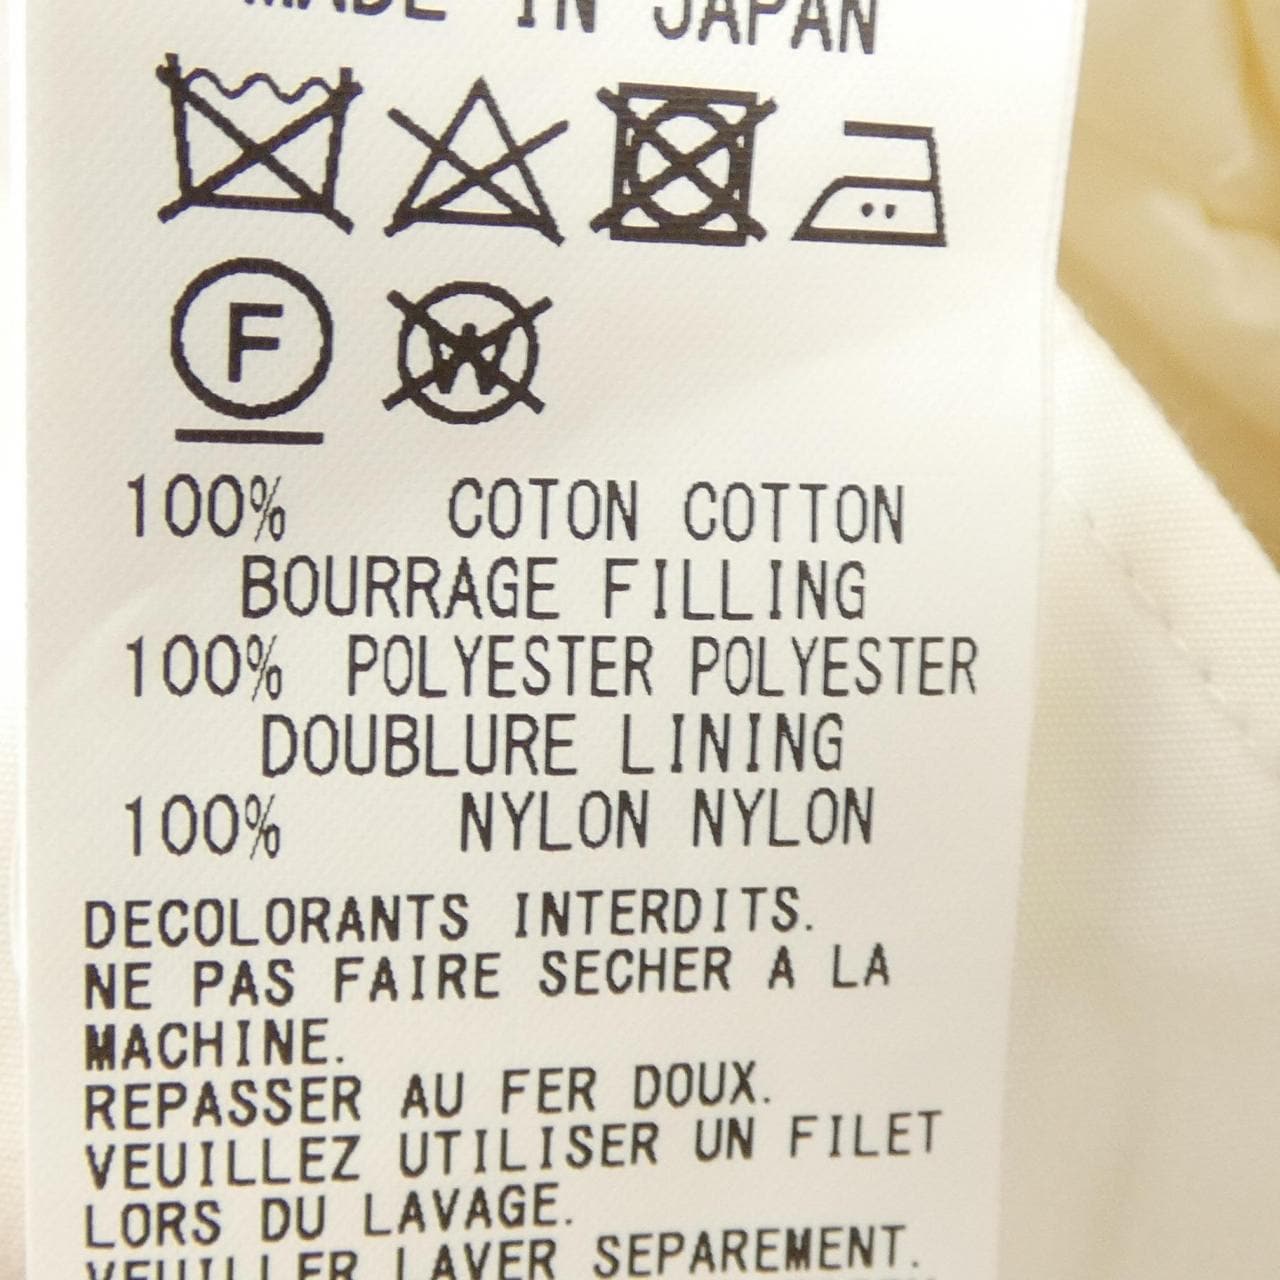 MADE IN JAPAN
F W
100% COTON COTTON
BOURRAGE FILLING
100% POLYESTER POLYESTER
DOUBLURE LINING
100% NYLON NYLON
DECOLORANTS INTERDITS.
NE PAS FAIRE SECHER A LA
MACHINE.
REPASSER AU FER DOUX.
VEUILLEZ UTILISER UN FILET
LORS DU LAVAGE.
VEUILLER LAVER SEPAREMENT.